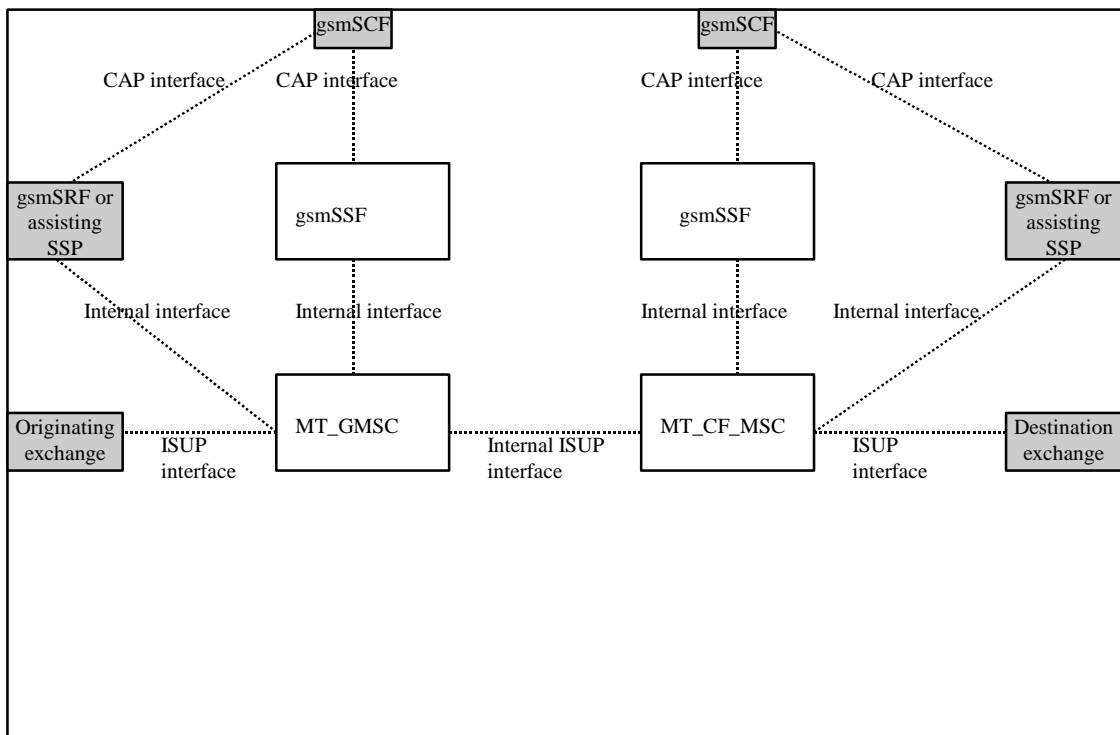 gsmSCF
gsmSCF
CAP interface
CAP interface
CAP interface
CAP interface
gsmSRF or
assisting
SSP
gsmSSF
gsmSSF
gsmSRF or
assisting
SSP
Internal interface
Internal interface
Internal interface
Internal interface
Originating
exchange
ISUP
interface
MT_GMSC
Internal ISUP
interface
MT_CF_MSC
ISUP
interface
Destination
exchange